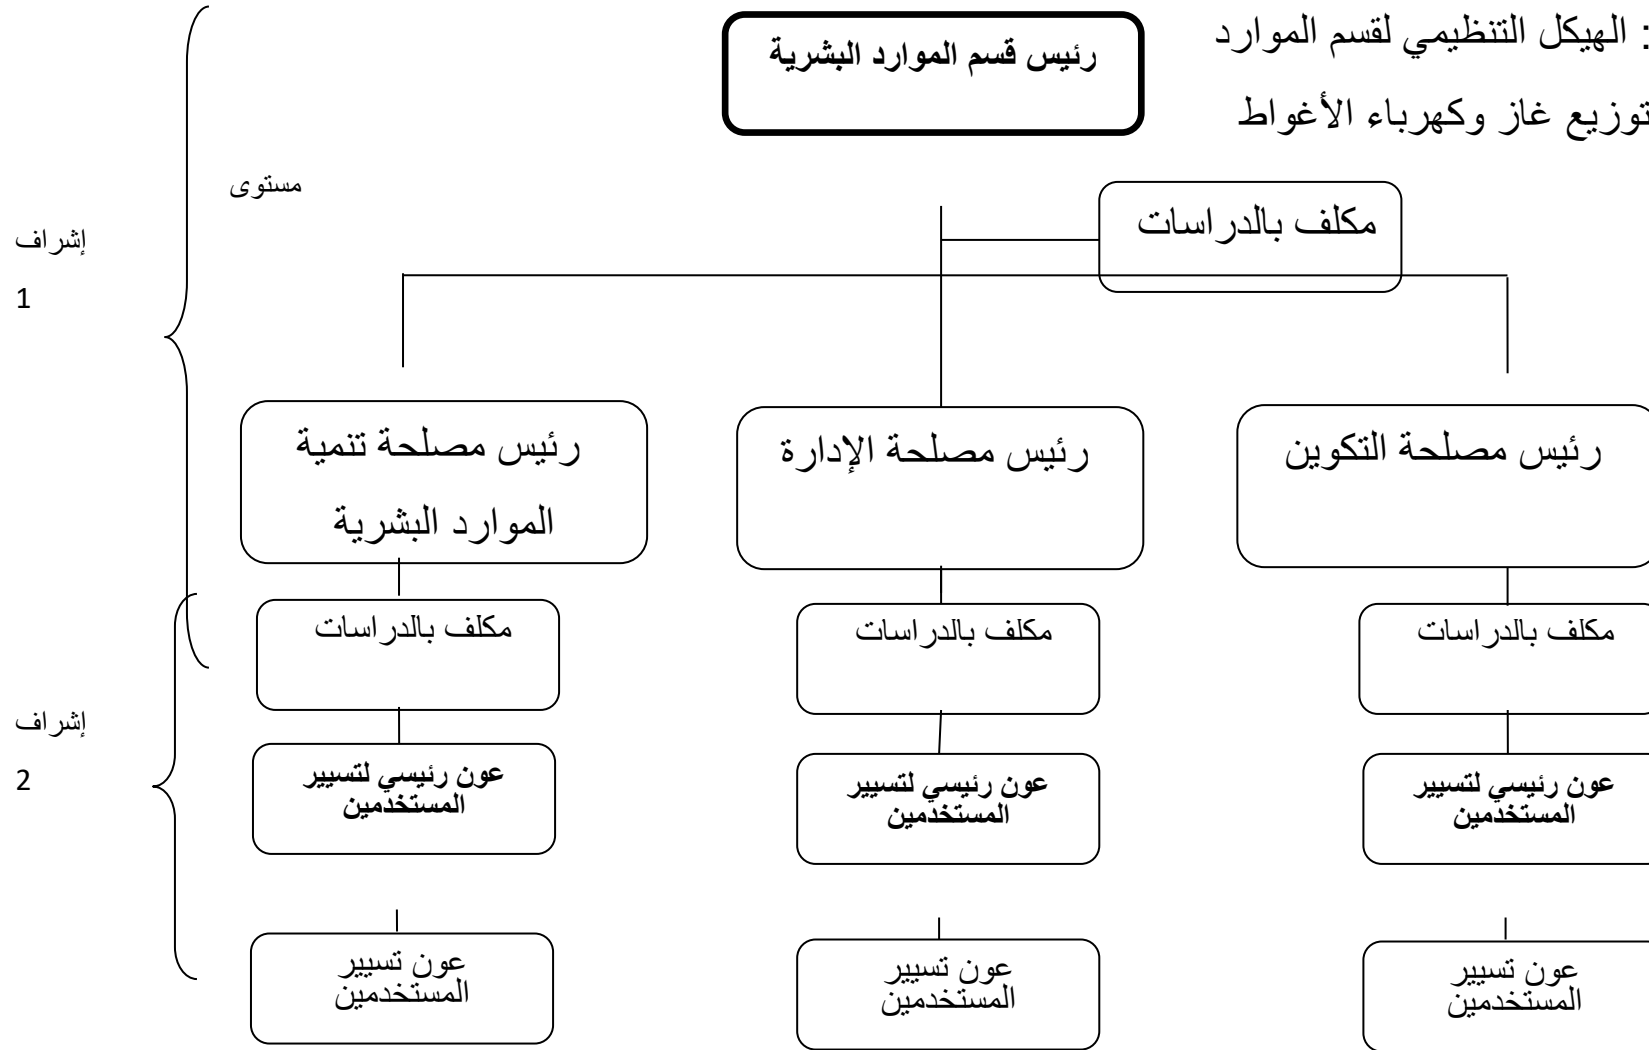 : الهيكل التنظيمي لقسم الموارد
توزيع غاز وكهرباء الأغواط
رئيس قسم الموارد البشرية
مستوى
إشراف
1
مكلف بالدراسات
رئيس مصلحة التكوين
رئيس مصلحة الإدارة
رئيس مصلحة تنمية
الموارد البشرية
مكلف بالدراسات
مكلف بالدراسات
مكلف بالدراسات
إشراف
2
عون رئيسي لتسيير
المستخدمين
عون رئيسي لتسيير
المستخدمين
عون رئيسي لتسيير
المستخدمين
عون تسيير
المستخدمين
عون تسيير
المستخدمين
عون تسيير
المستخدمين